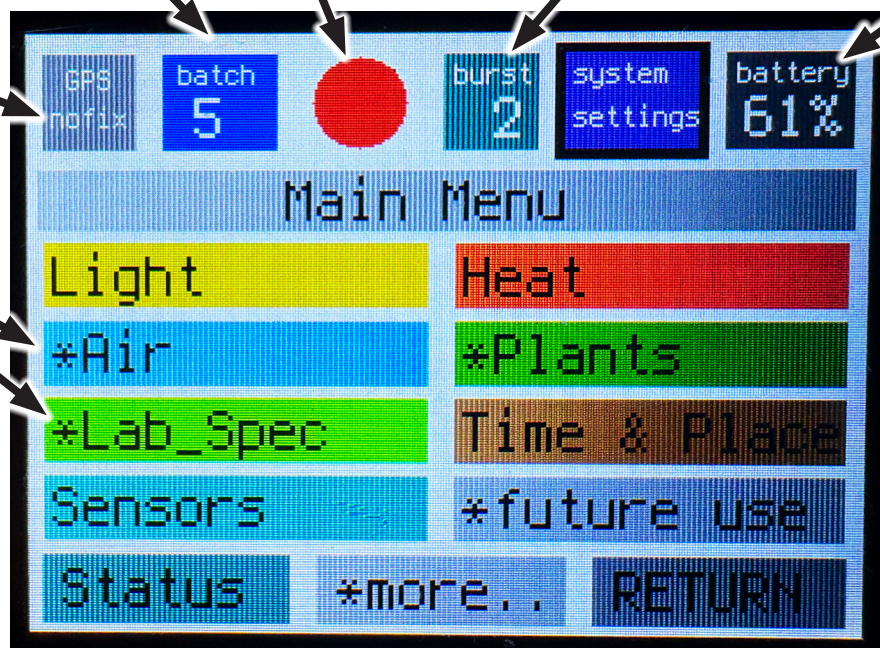 GPS
nofix
batch
5
burst
2
system
settings
battery
61%
Main Menu
Light
Heat
*Air
*Plants
*Lab_Spec
Time & Place
Sensors
*future use
Status
*more..
RETURN